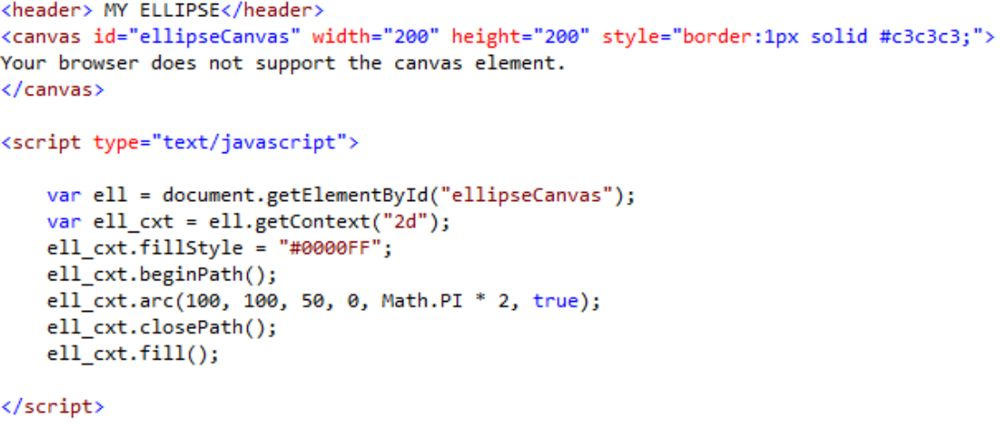 <header> MY ELLIPSE</header>
<canvas id="ellipseCanvas" width="200" height="200" style="border:1px solid #c3c3c3;">
Your browser does not support the canvas element.
</canvas>
<script type="text/javascript">
var ell = document.getElementById("ellipseCanvas");
var ell_cxt = ell.getContext("2d");
ell_cxt.fillStyle = "#0000FF";
ell_cxt.beginPath();
ell_cxt.arc(100, 100, 50, 0, Math.PI * 2, true);
ell_cxt.closePath();
ell_cxt.fill();
</script>